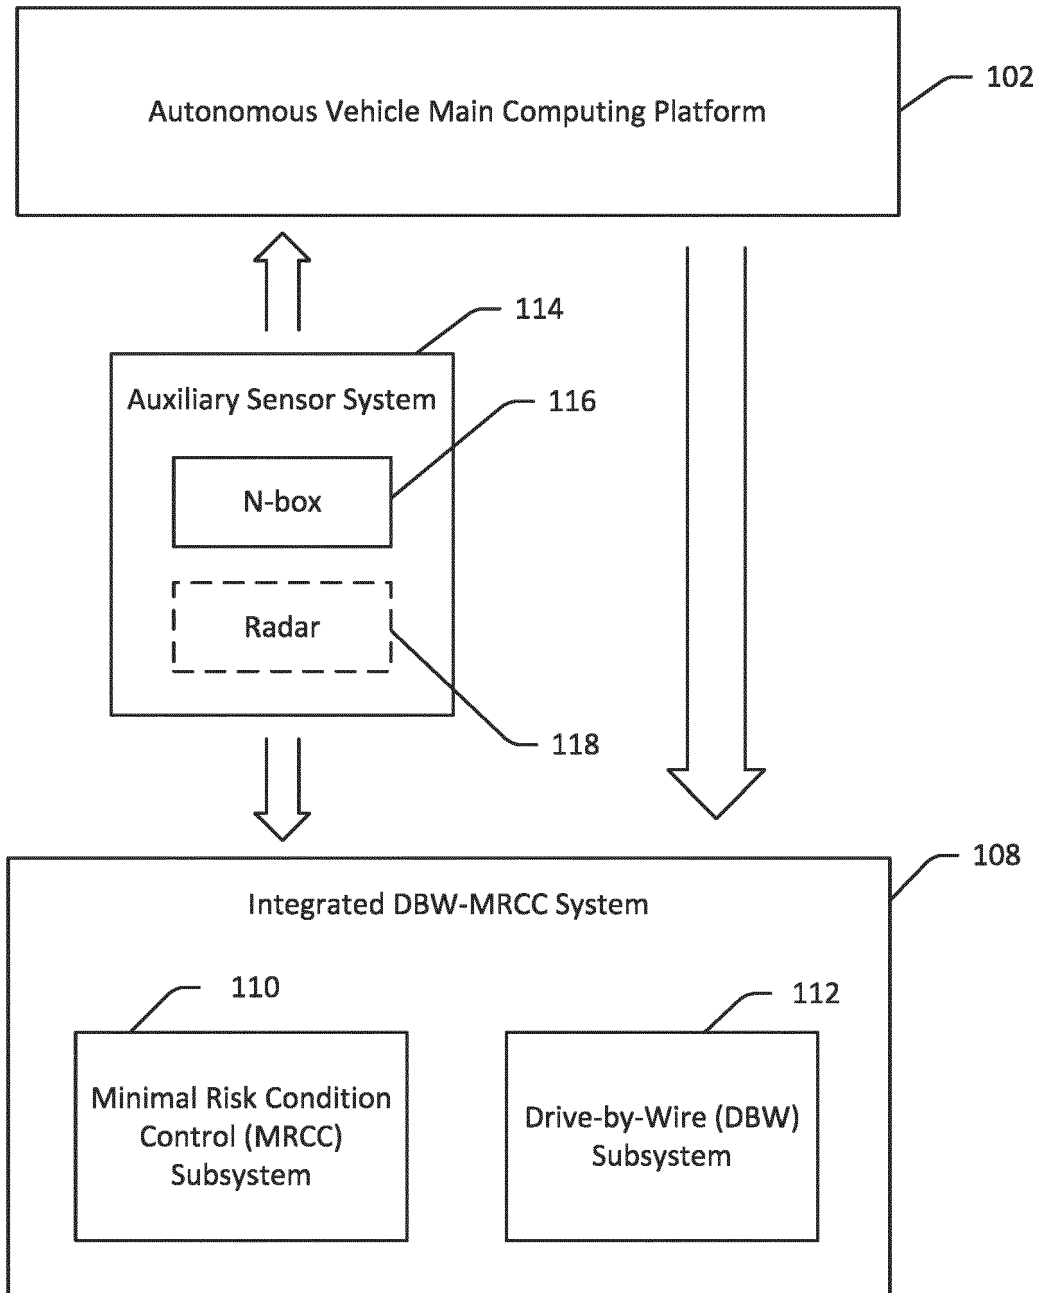 Autonomous Vehicle Main Computing Platform
102
114
Auxiliary Sensor System
116
N-box
Radar
118
108
Integrated DBW-MRCC System
110
112
Minimal Risk Condition
Control (MRCC)
Subsystem
Drive-by-Wire (DBW)
Subsystem